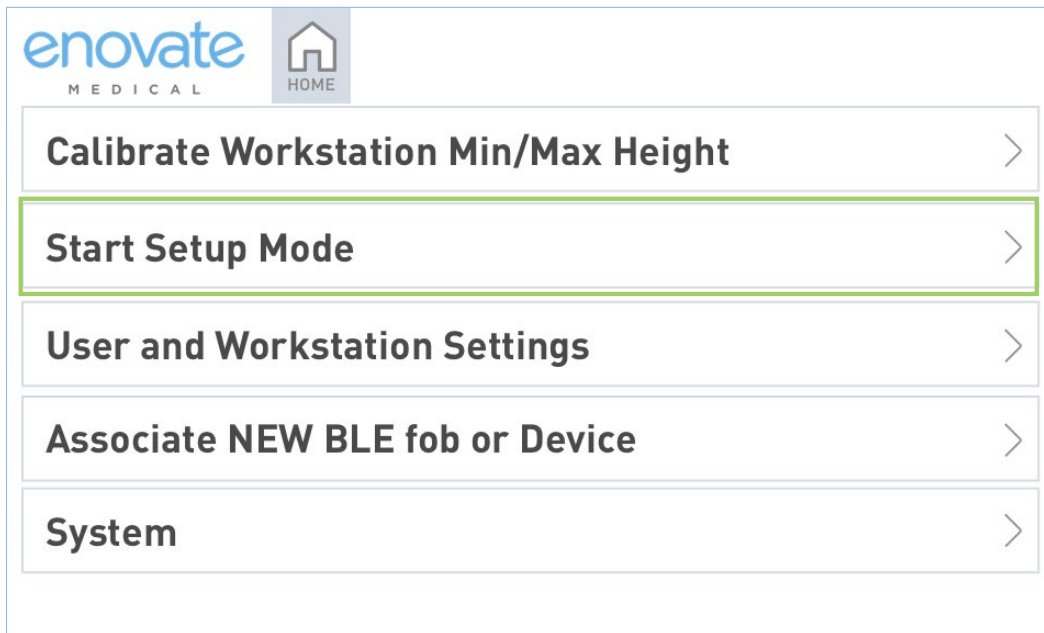 enovate
MEDICAL
HOME
Calibrate Workstation Min/Max Height
Start Setup Mode
User and Workstation Settings
Associate NEW BLE fob or Device
System